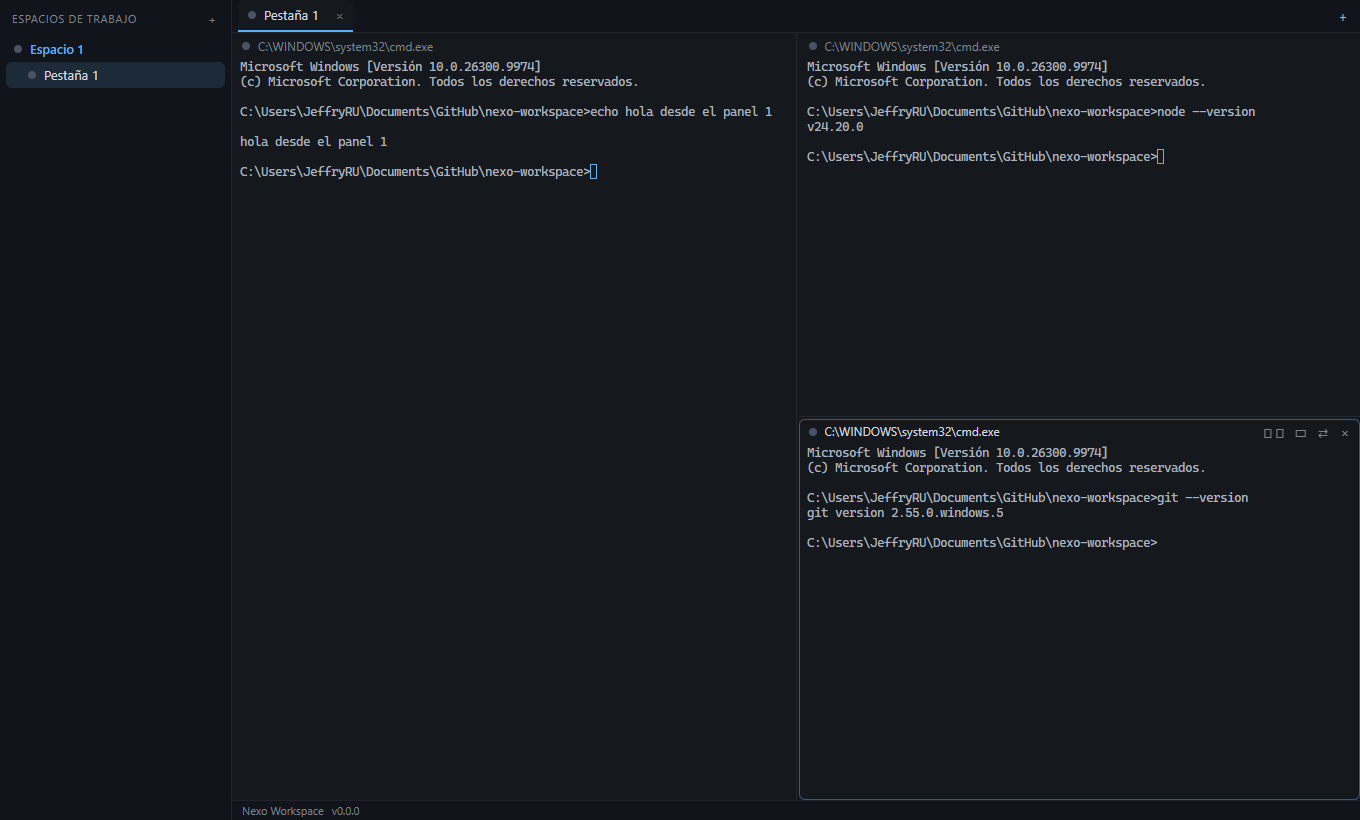 ESPACIOS DE TRABAJO +
Espacio 1
Pestaña 1
Pestaña 1 × +
C:\WINDOWS\system32\cmd.exe
Microsoft Windows [Versión 10.0.26300.9974]
(c) Microsoft Corporation. Todos los derechos reservados.
C:\Users\JeffryRU\Documents\GitHub\nexo-workspace>echo hola desde el panel 1
hola desde el panel 1
C:\Users\JeffryRU\Documents\GitHub\nexo-workspace>
C:\WINDOWS\system32\cmd.exe
Microsoft Windows [Versión 10.0.26300.9974]
(c) Microsoft Corporation. Todos los derechos reservados.
C:\Users\JeffryRU\Documents\GitHub\nexo-workspace>node --version
v24.20.0
C:\Users\JeffryRU\Documents\GitHub\nexo-workspace>
C:\WINDOWS\system32\cmd.exe
Microsoft Windows [Versión 10.0.26300.9974]
(c) Microsoft Corporation. Todos los derechos reservados.
C:\Users\JeffryRU\Documents\GitHub\nexo-workspace>git --version
git version 2.55.0.windows.5
C:\Users\JeffryRU\Documents\GitHub\nexo-workspace>
Nexo Workspace v0.0.0